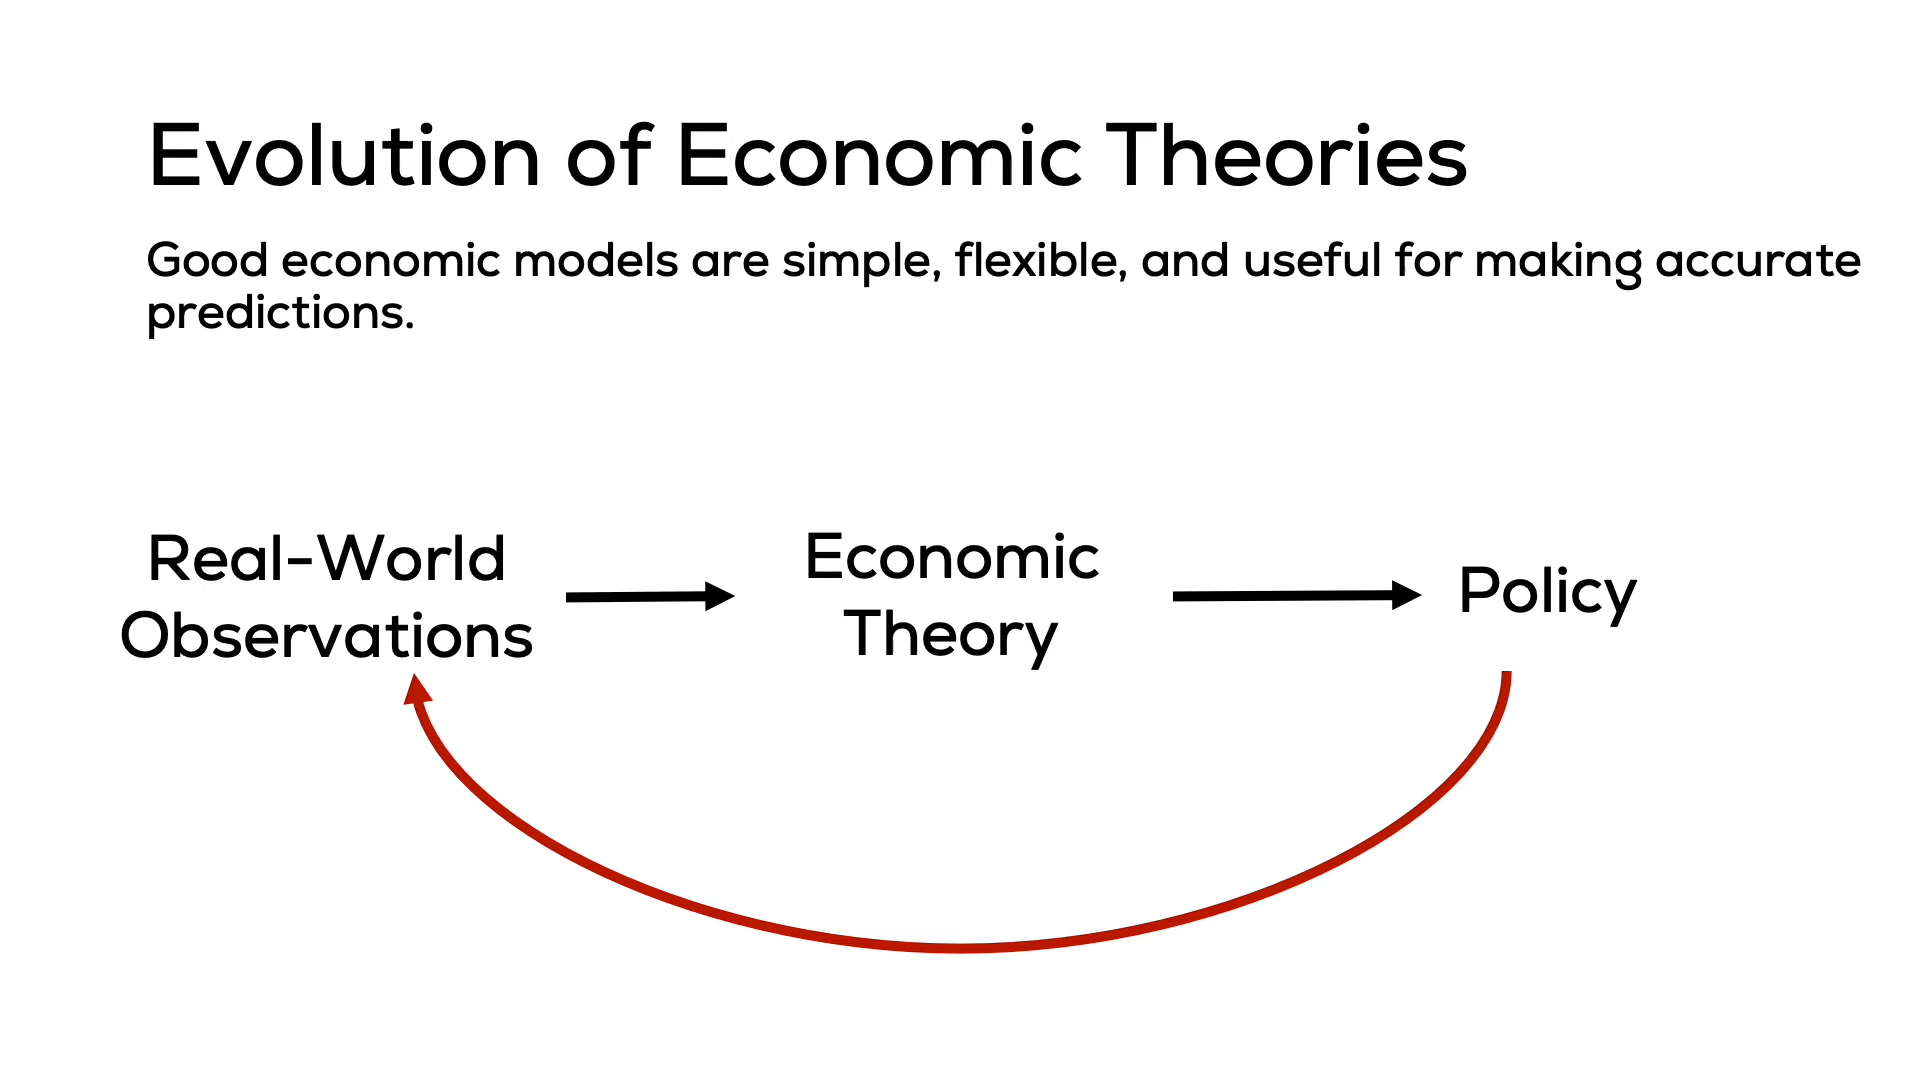 Evolution of Economic Theories
Good economic models are simple, flexible, and useful for making accurate
predictions.
Real-World
Observations
Economic
Theory
Policy